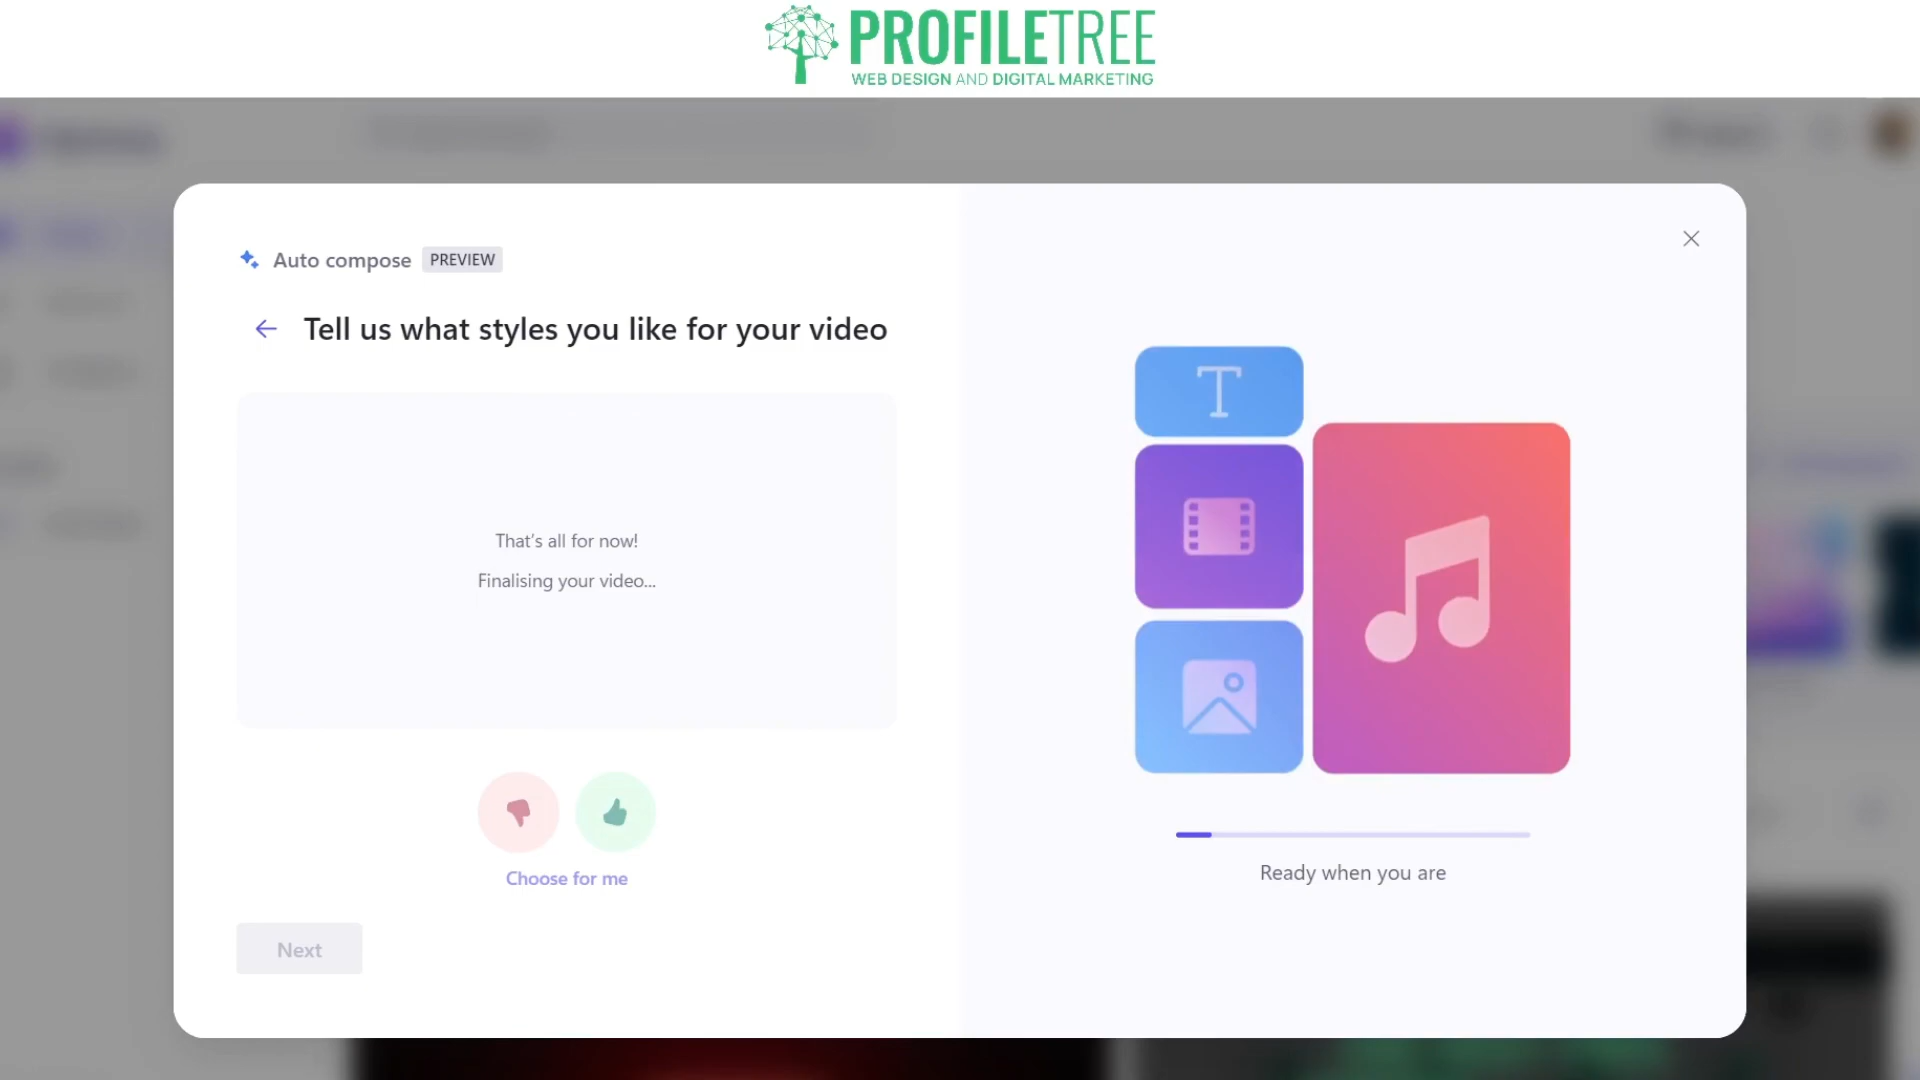 PROFILETREE
WEB DESIGN AND DIGITAL MARKETING
Auto compose PREVIEW
Tell us what styles you like for your video
That's all for now!
Finalising your video...
Choose for me
Next
T
Ready when you are